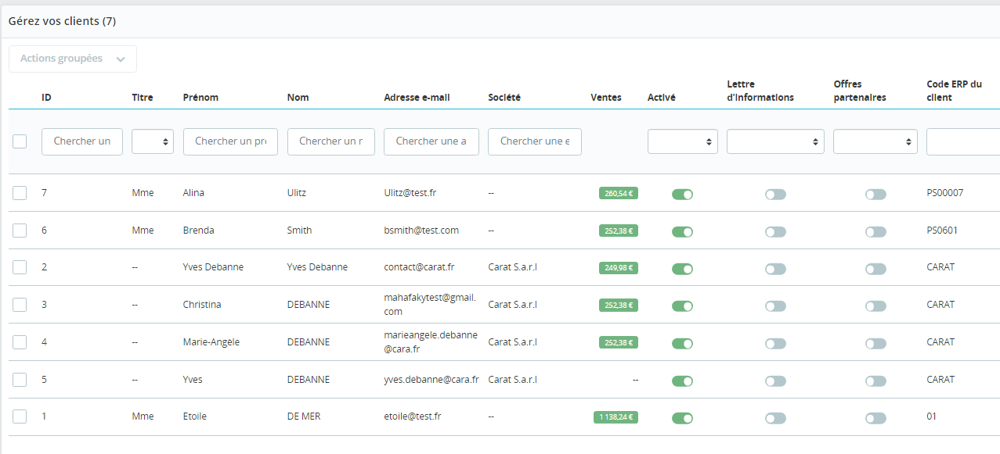 Gérez vos clients (7)
Actions groupées
ID Titre Prénom Nom Adresse e-mail Société Ventes Activé Lettre d'informations Offres partenaires Code ERP du client
Chercher un Chercher un pr Chercher un r Chercher une a Chercher une e
7 Mme Alina Ulitz Ulitz@test.fr -- 260,54 € PS00007
6 Mme Brenda Smith bsmith@test.com -- 252,38 € PS0601
2 -- Yves Debanne Yves Debanne contact@carat.fr Carat S.a.r.l 249,98 € CARAT
3 -- Christina DEBANNE mahafakytest@gmail.com Carat S.a.r.l 252,38 € CARAT
4 -- Marie-Angèle DEBANNE marieangele.debanne@cara.fr Carat S.a.r.l 252,38 € CARAT
5 -- Yves DEBANNE yves.debanne@cara.fr Carat S.a.r.l -- CARAT
1 Mme Etoile DE MER etoile@test.fr -- 1 138,24 € 01